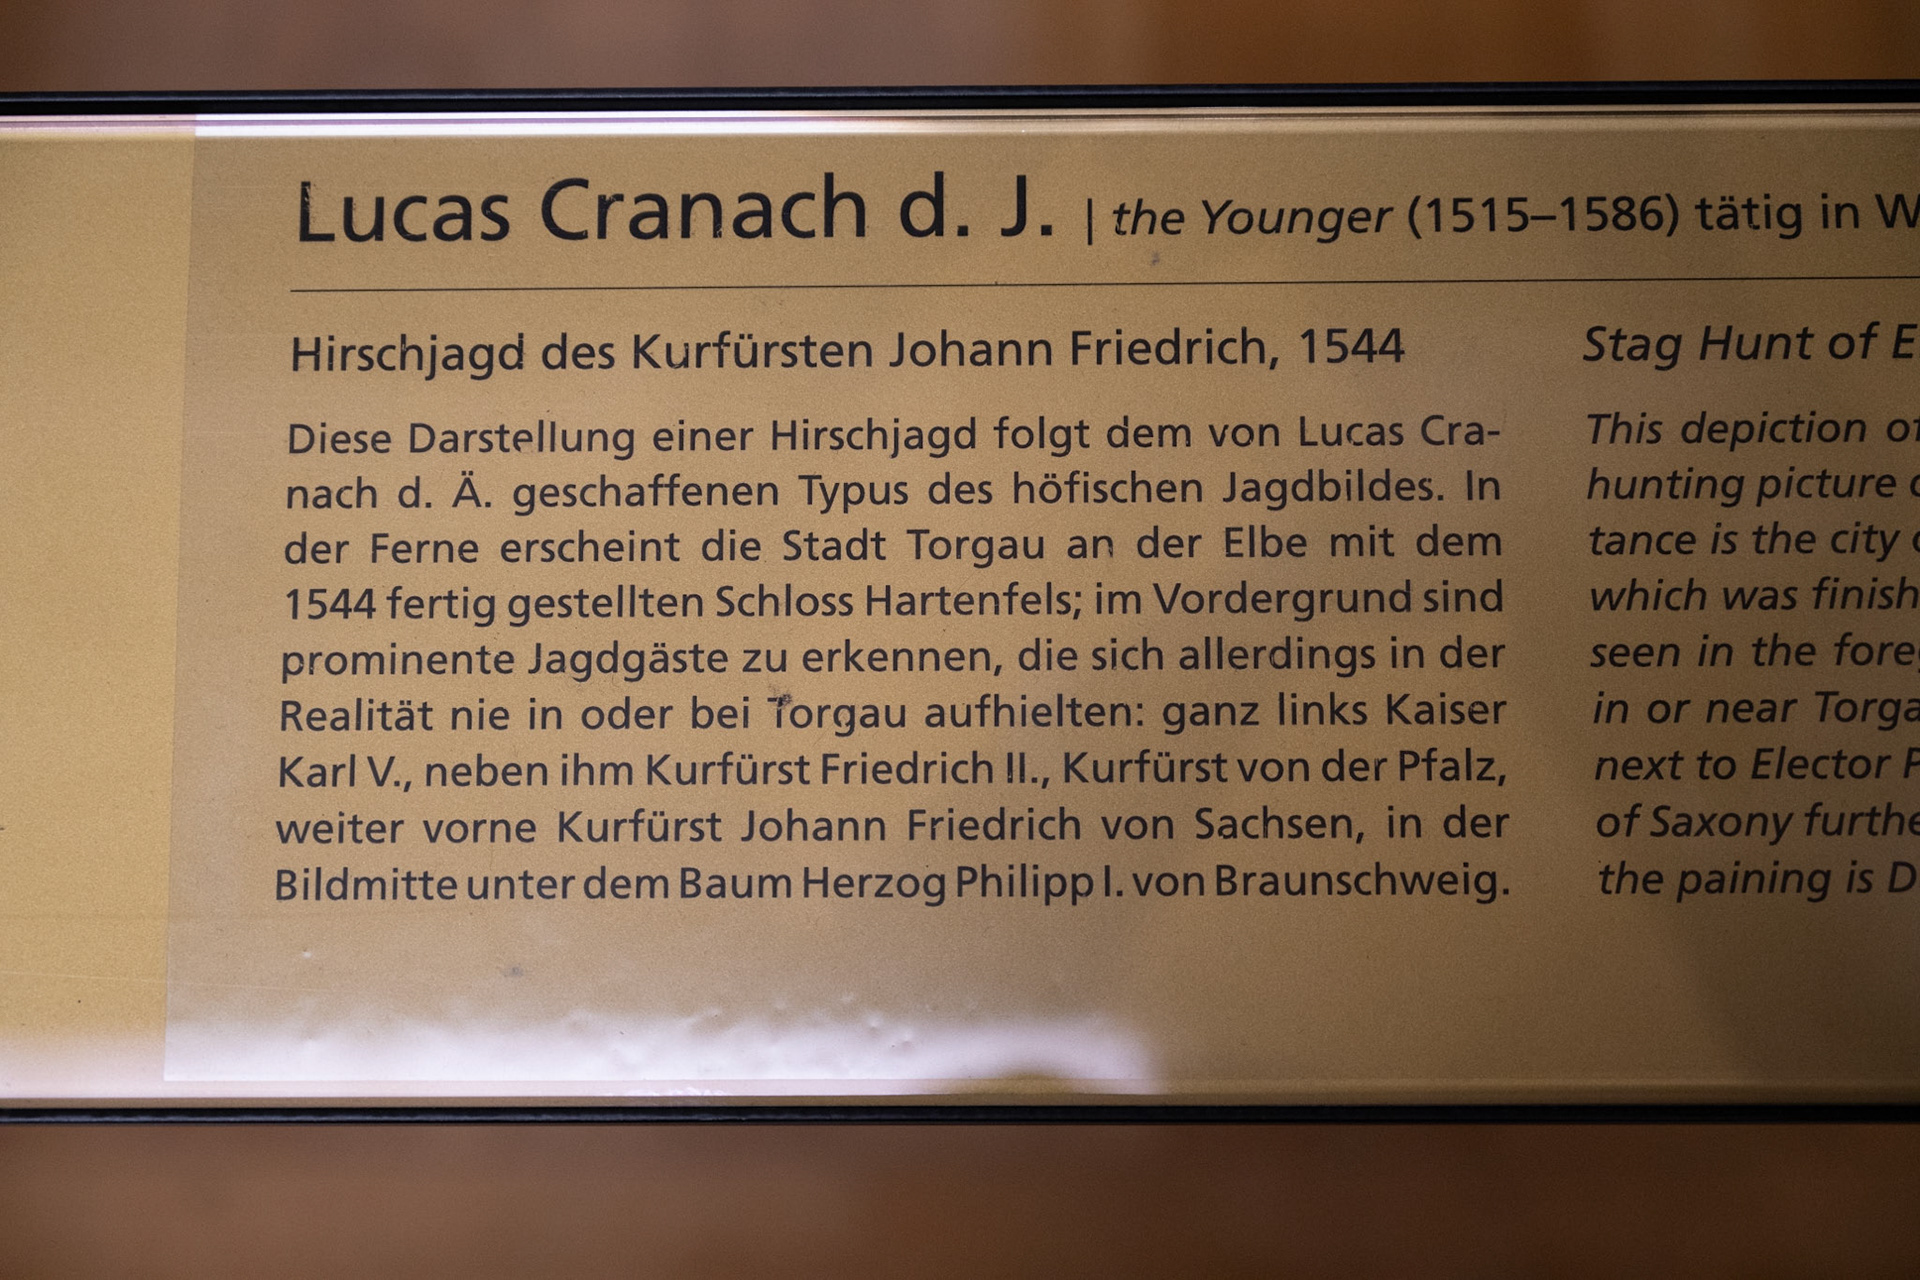 Lucas Cranach d. J. | the Younger (1515–1586) tätig in W
Hirschjagd des Kurfürsten Johann Friedrich, 1544
Diese Darstellung einer Hirschjagd folgt dem von Lucas Cra-
nach d. Ä. geschaffenen Typus des höfischen Jagdbildes. In
der Ferne erscheint die Stadt Torgau an der Elbe mit dem
1544 fertig gestellten Schloss Hartenfels; im Vordergrund sind
prominente Jagdgäste zu erkennen, die sich allerdings in der
Realität nie in oder bei Torgau aufhielten: ganz links Kaiser
Karl V., neben ihm Kurfürst Friedrich II., Kurfürst von der Pfalz,
weiter vorne Kurfürst Johann Friedrich von Sachsen, in der
Bildmitte unter dem Baum Herzog Philipp I. von Braunschweig.
Stag Hunt of E
This depiction of
hunting picture
tance is the city
which was finish
seen in the fore
in or near Torga
next to Elector
of Saxony furthe
the paining is D